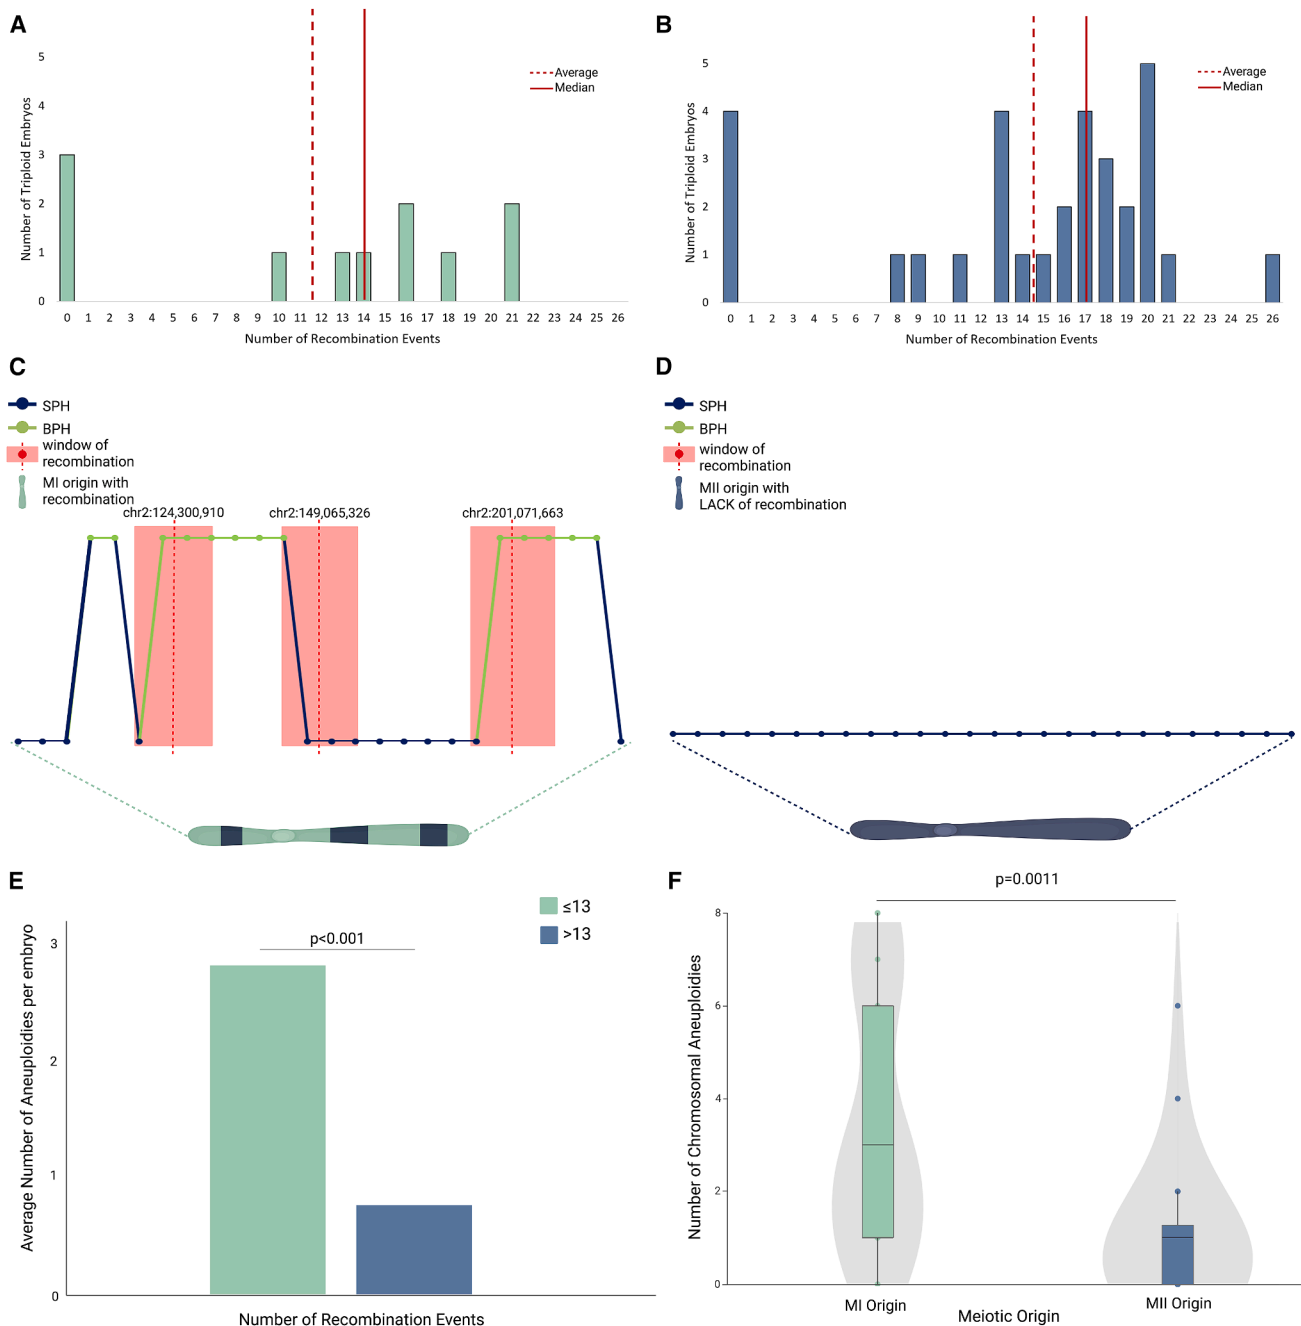 A
Average
Median
Number of Triploid Embryos
5
4
3
2
1
0
0 1 2 3 4 5 6 7 8 9 10 11 12 13 14 15 16 17 18 19 20 21 22 23 24 25 26
Number of Recombination Events
B
Average
Median
Number of Triploid Embryos
5
4
3
2
1
0
0 1 2 3 4 5 6 7 8 9 10 11 12 13 14 15 16 17 18 19 20 21 22 23 24 25 26
Number of Recombination Events
C
SPH
BPH
window of
recombination
MI origin with
recombination
chr2:124,300,910 chr2:149,065,326 chr2:201,071,663
D
SPH
BPH
window of
recombination
MII origin with
LACK of recombination
E
≤13
>13
p<0.001
Average Number of Aneuploidies per embryo
3
2
1
0
Number of Recombination Events
F
p=0.0011
Number of Chromosomal Aneuploidies
8
6
4
2
0
MI Origin MII Origin
Meiotic Origin